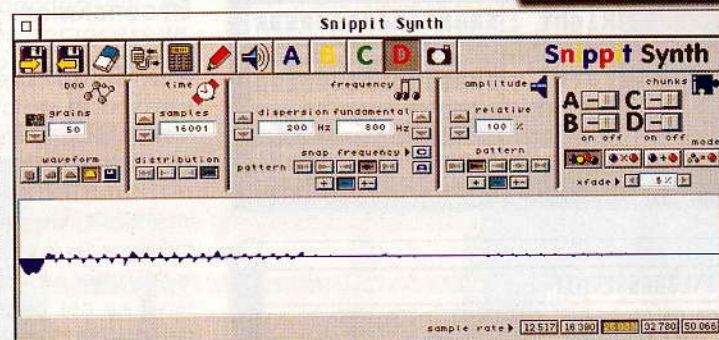 Snippit Synth
A B C D Snippit Synth
time frequency amplitude chunks
grains samples dispersion fundamental relative A C
50 16001 200 Hz 800 Hz 100 % B D
on off on off
snap frequency pattern mode
waveform distribution pattern
+ +-  + +-
xfade 5%
sample rate 12 517 16 390 32 780 50 066